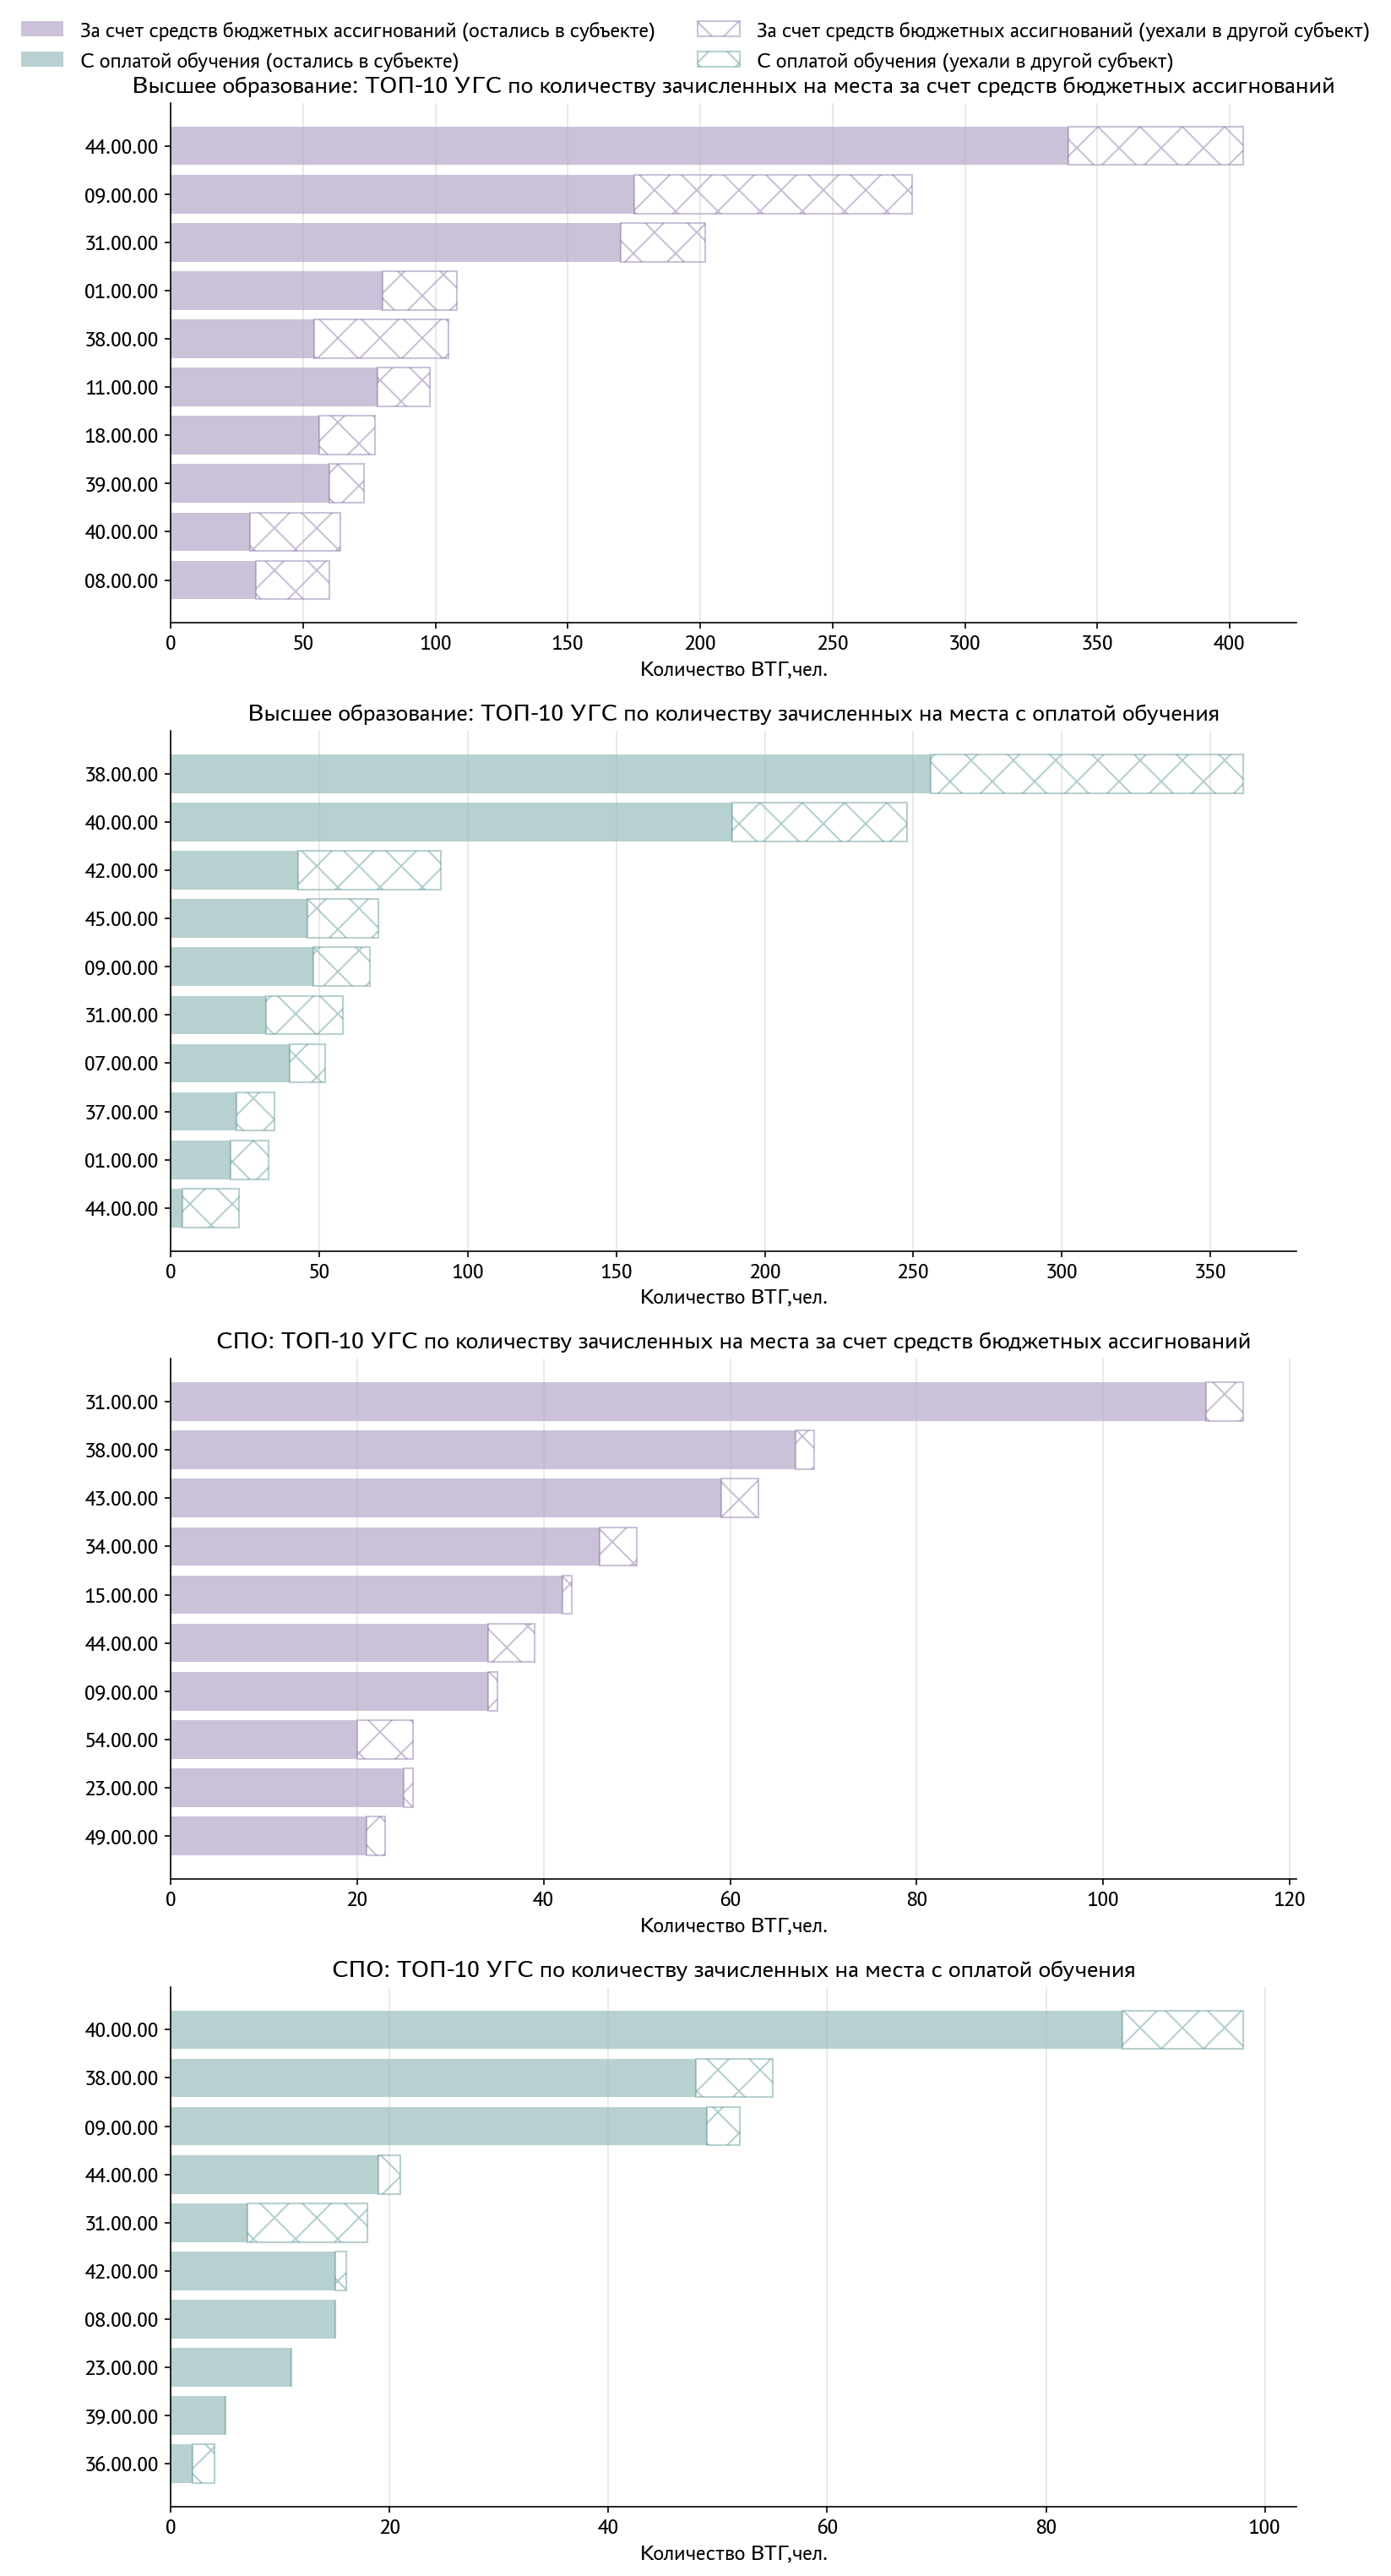 За счет средств бюджетных ассигнований (остались в субъекте)
С оплатой обучения (остались в субъекте)
За счет средств бюджетных ассигнований (уехали в другой субъект)
С оплатой обучения (уехали в другой субъект)
Высшее образование: ТОП-10 УГС по количеству зачисленных на места за счет средств бюджетных ассигнований
44.00.00
09.00.00
31.00.00
01.00.00
38.00.00
11.00.00
18.00.00
39.00.00
40.00.00
08.00.00
0 50 100 150 200 250 300 350 400
Количество ВТГ,чел.
Высшее образование: ТОП-10 УГС по количеству зачисленных на места с оплатой обучения
38.00.00
40.00.00
42.00.00
45.00.00
09.00.00
31.00.00
07.00.00
37.00.00
01.00.00
44.00.00
0 50 100 150 200 250 300 350
Количество ВТГ,чел.
СПО: ТОП-10 УГС по количеству зачисленных на места за счет средств бюджетных ассигнований
31.00.00
38.00.00
43.00.00
34.00.00
15.00.00
44.00.00
09.00.00
54.00.00
23.00.00
49.00.00
0 20 40 60 80 100 120
Количество ВТГ,чел.
СПО: ТОП-10 УГС по количеству зачисленных на места с оплатой обучения
40.00.00
38.00.00
09.00.00
44.00.00
31.00.00
42.00.00
08.00.00
23.00.00
39.00.00
36.00.00
0 20 40 60 80 100
Количество ВТГ,чел.